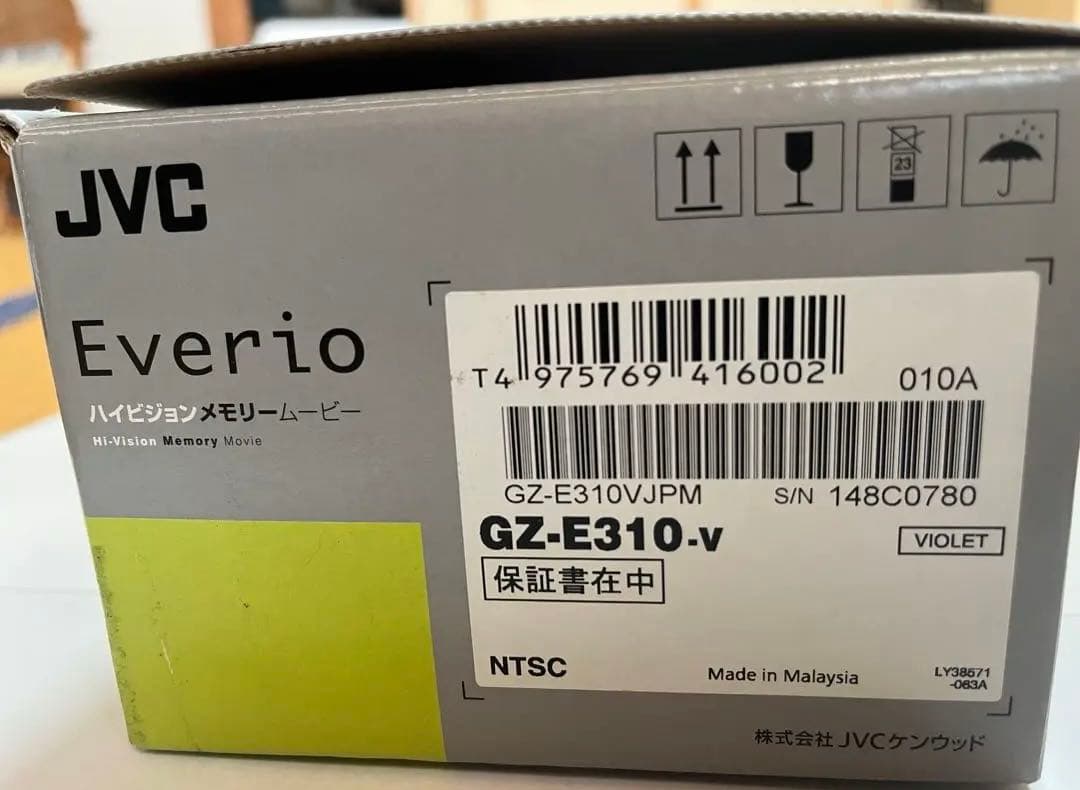 JVC
Everio
ハイビジョンメモリームービー
Hi-Vision Memory Movie
23
T4 975769 416002
010A
GZ-E310VJPM S/N 148C0780
GZ-E310-V
VIOLET
保証書在中
NTSC
Made in Malaysia
LY38571
-063A
株式会社 JVCケンウッド